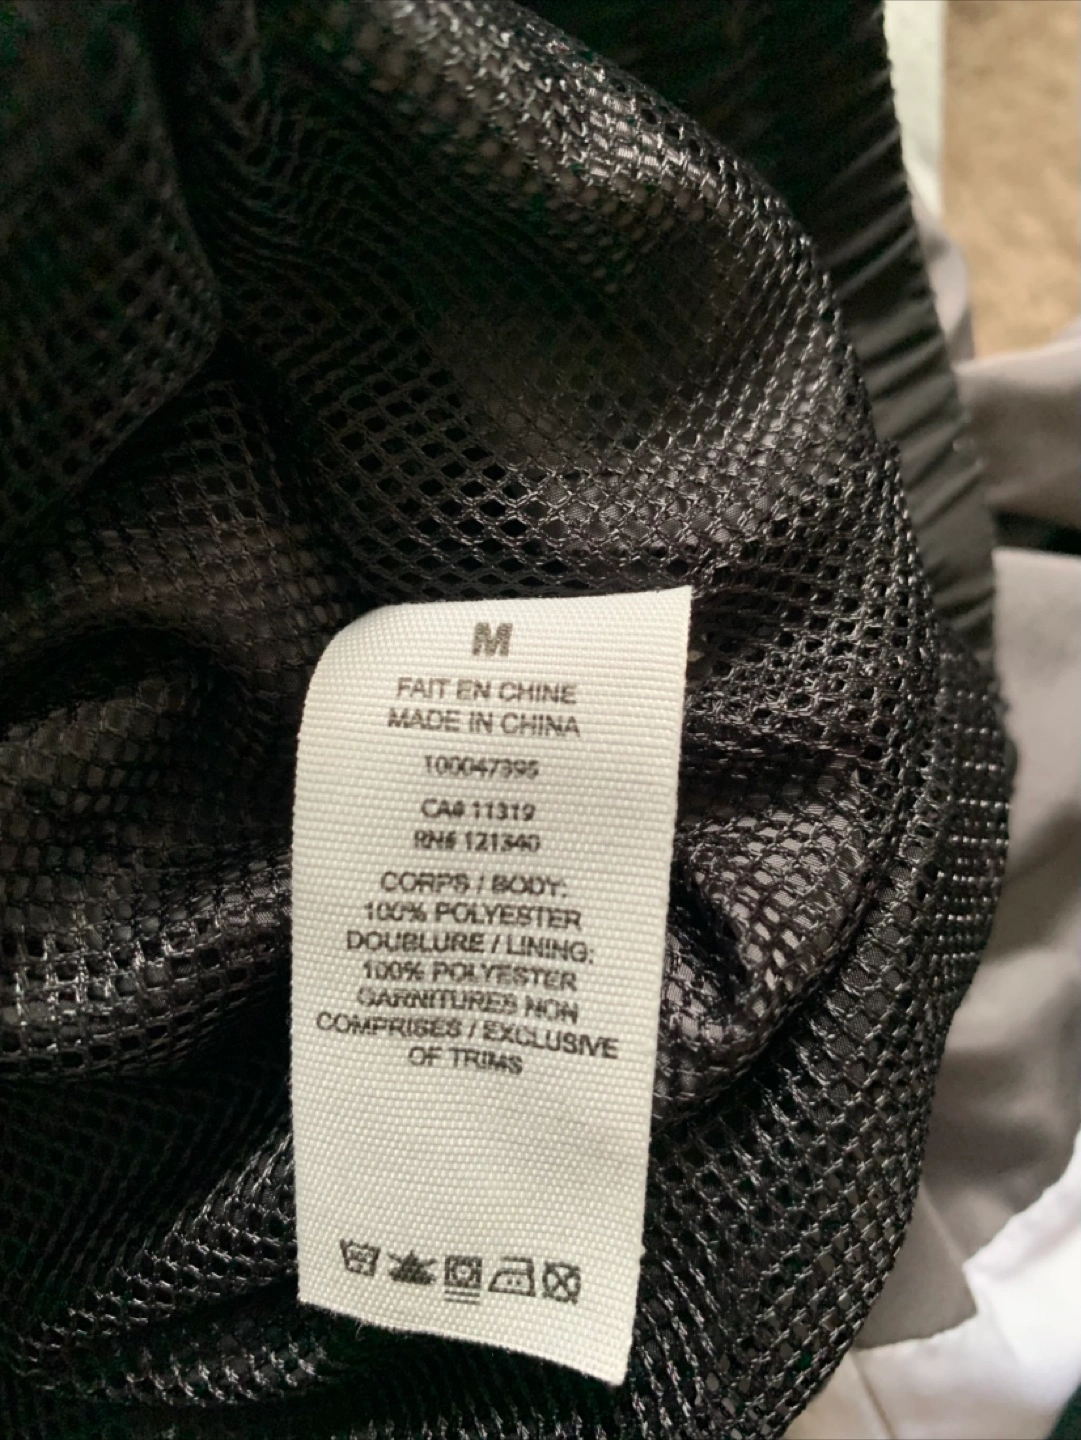 M
FAIT EN CHINE
MADE IN CHINA
100047395
CA# 11319
RN# 121340
CORPS / BODY:
100% POLYESTER
DOUBLURE / LINING:
100% POLYESTER
GARNITURES NON
COMPRISES / EXCLUSIVE
OF TRIMS